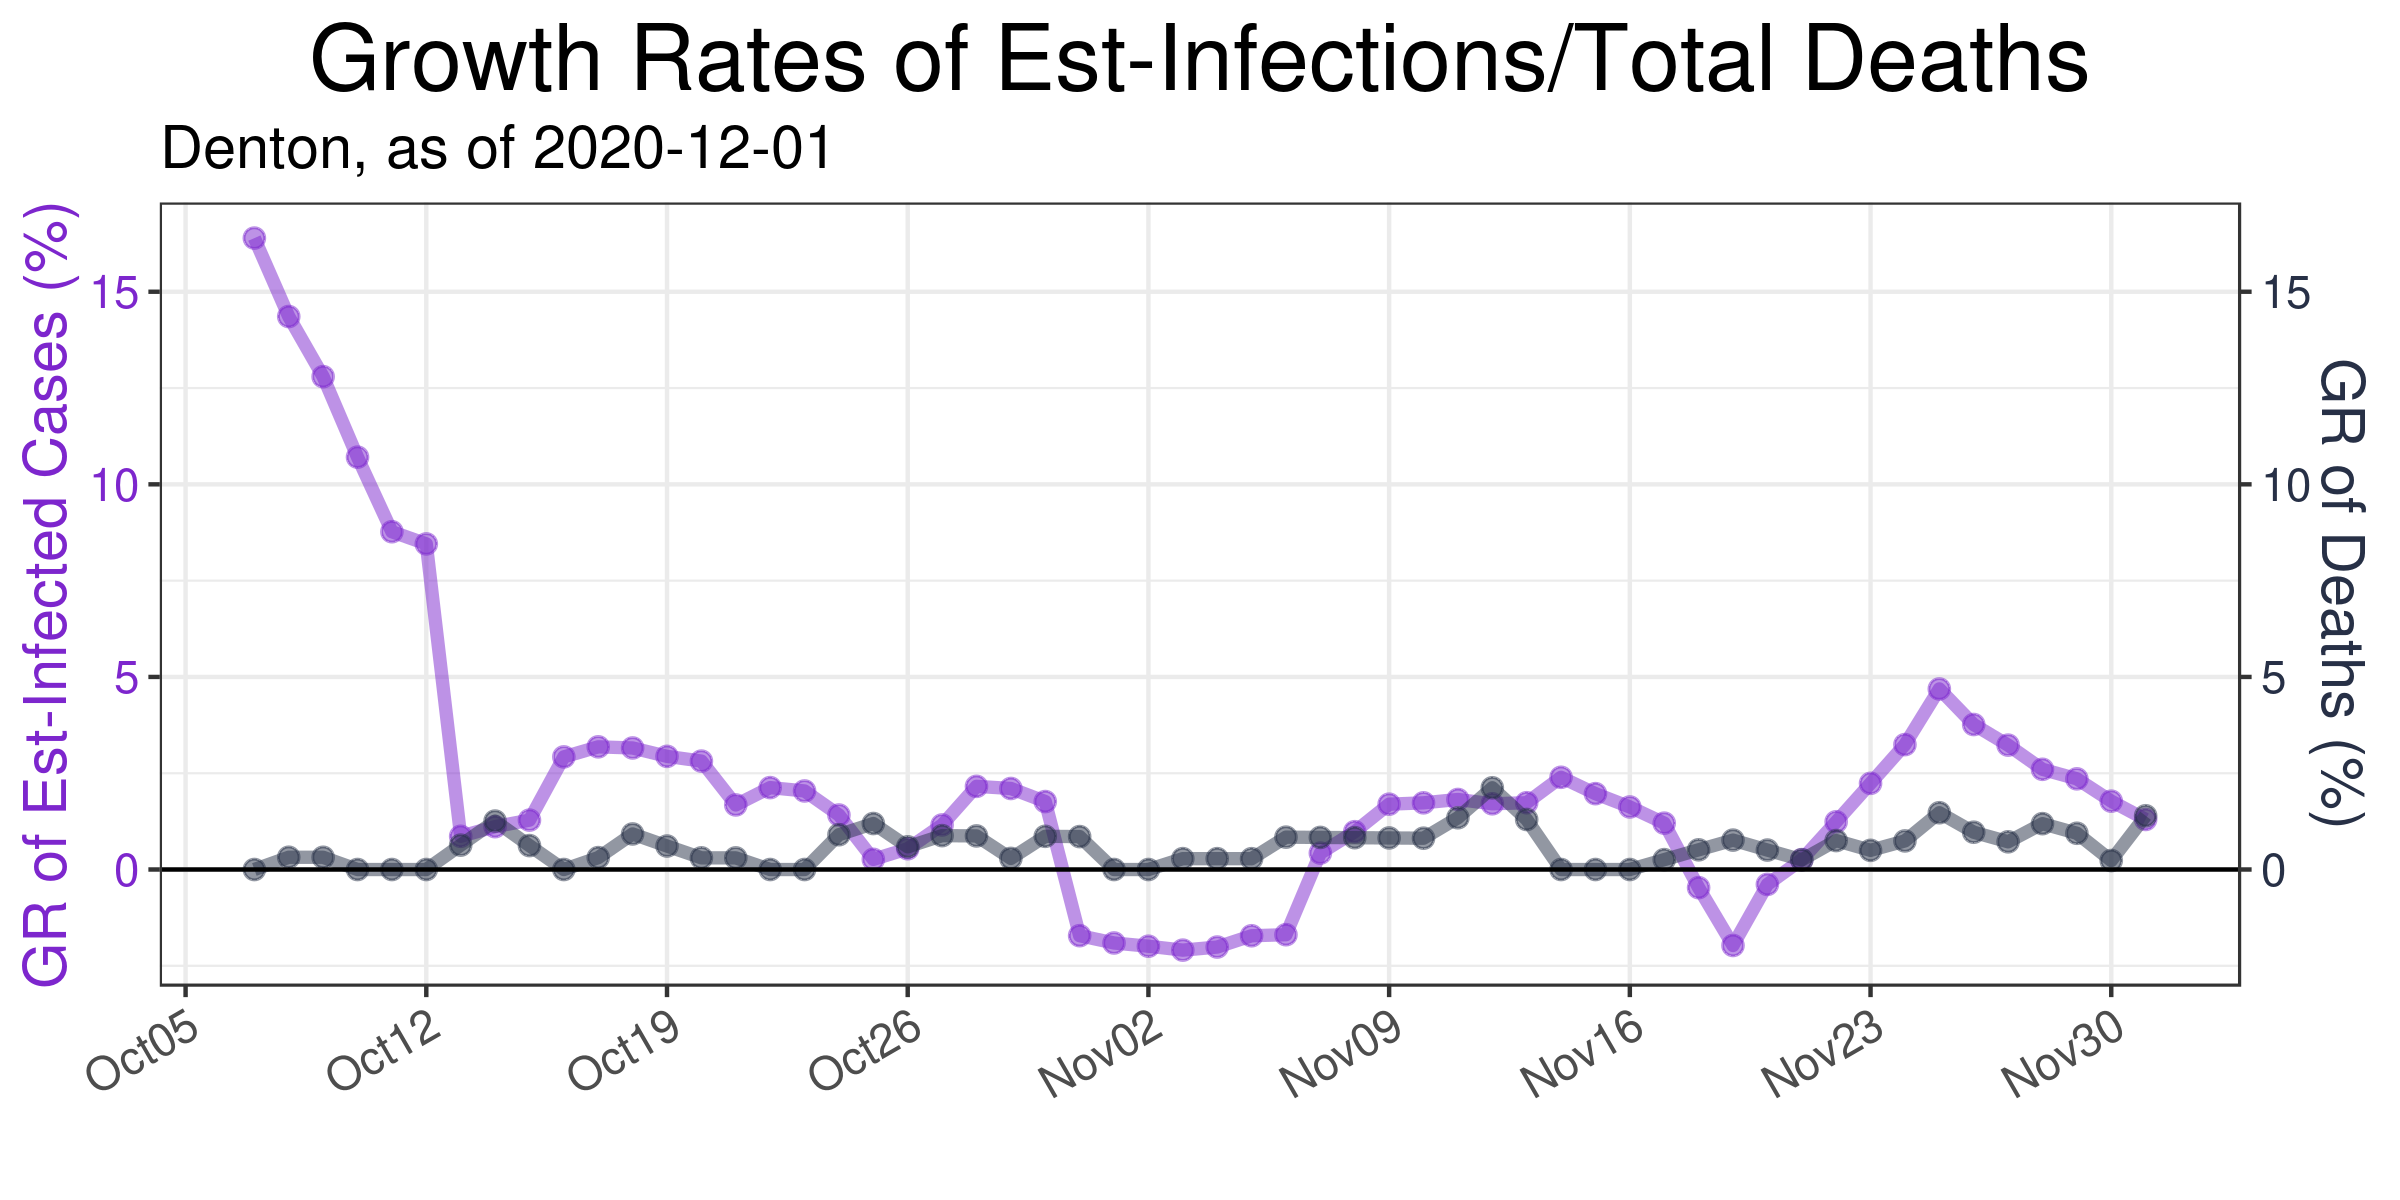 Growth Rates of Est-Infections/Total Deaths
Denton, as of 2020-12-01
GR of Est-Infected Cases (%)
15
10
5
0
15
10
5
0
GR of Deaths (%)
Oct05
Oct12
Oct19
Oct26
Nov02
Nov09
Nov16
Nov23
Nov30